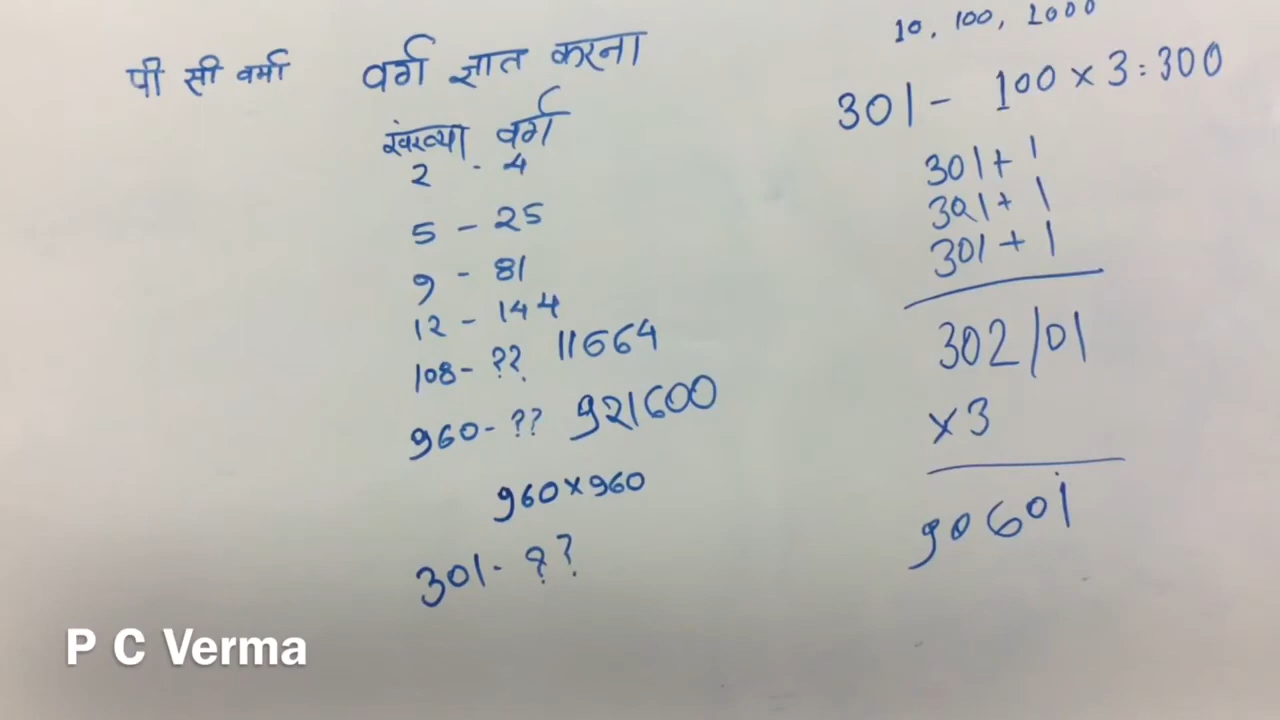 पी सी वर्मा वर्ग ज्ञात करना
संख्या वर्ग
2 - 4
5 - 25
9 - 81
12 - 144
108- ?? 11664
960- ?? 921600
960×960
301- ??
10, 100, 1000
301- 100×3=300
301+1
301+1
301+1
302/01
×3
90601
P C Verma